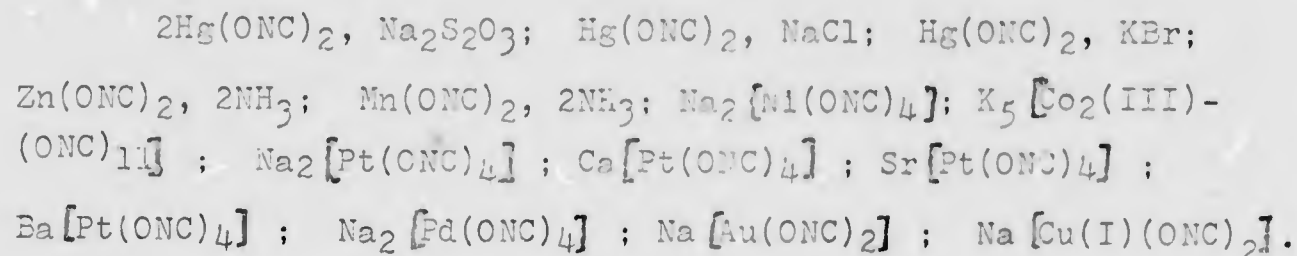 2Hg(ONC)2, Na2S2O3; Hg(ONC)2, NaCl; Hg(ONC)2, KBr;
Zn(ONC)2, 2NH3; Mn(ONC)2, 2NH3; Na2[Ni(ONC)4]; K5[Co2(III)-
(ONC)11] ; Na2[Pt(ONC)4] ; Ca[Pt(ONC)4] ; Sr[Pt(ONC)4] ;
Ba[Pt(ONC)4] ; Na2[Pd(ONC)4] ; Na[Au(ONC)2] ; Na[Cu(I)(ONC)2].